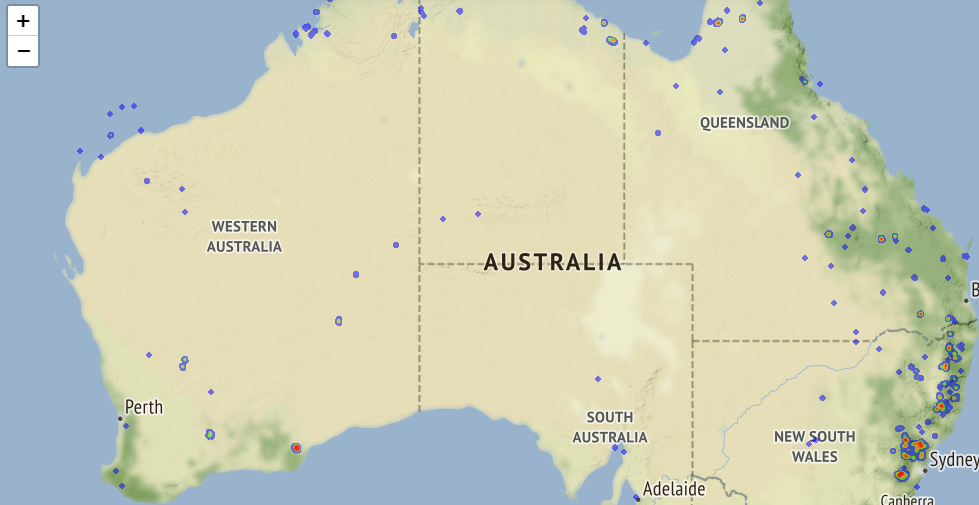 +
−
QUEENSLAND
WESTERN
AUSTRALIA
AUSTRALIA
B
Perth
SOUTH
AUSTRALIA
NEW SOUTH
WALES
Sydney
Adelaide
Canberra